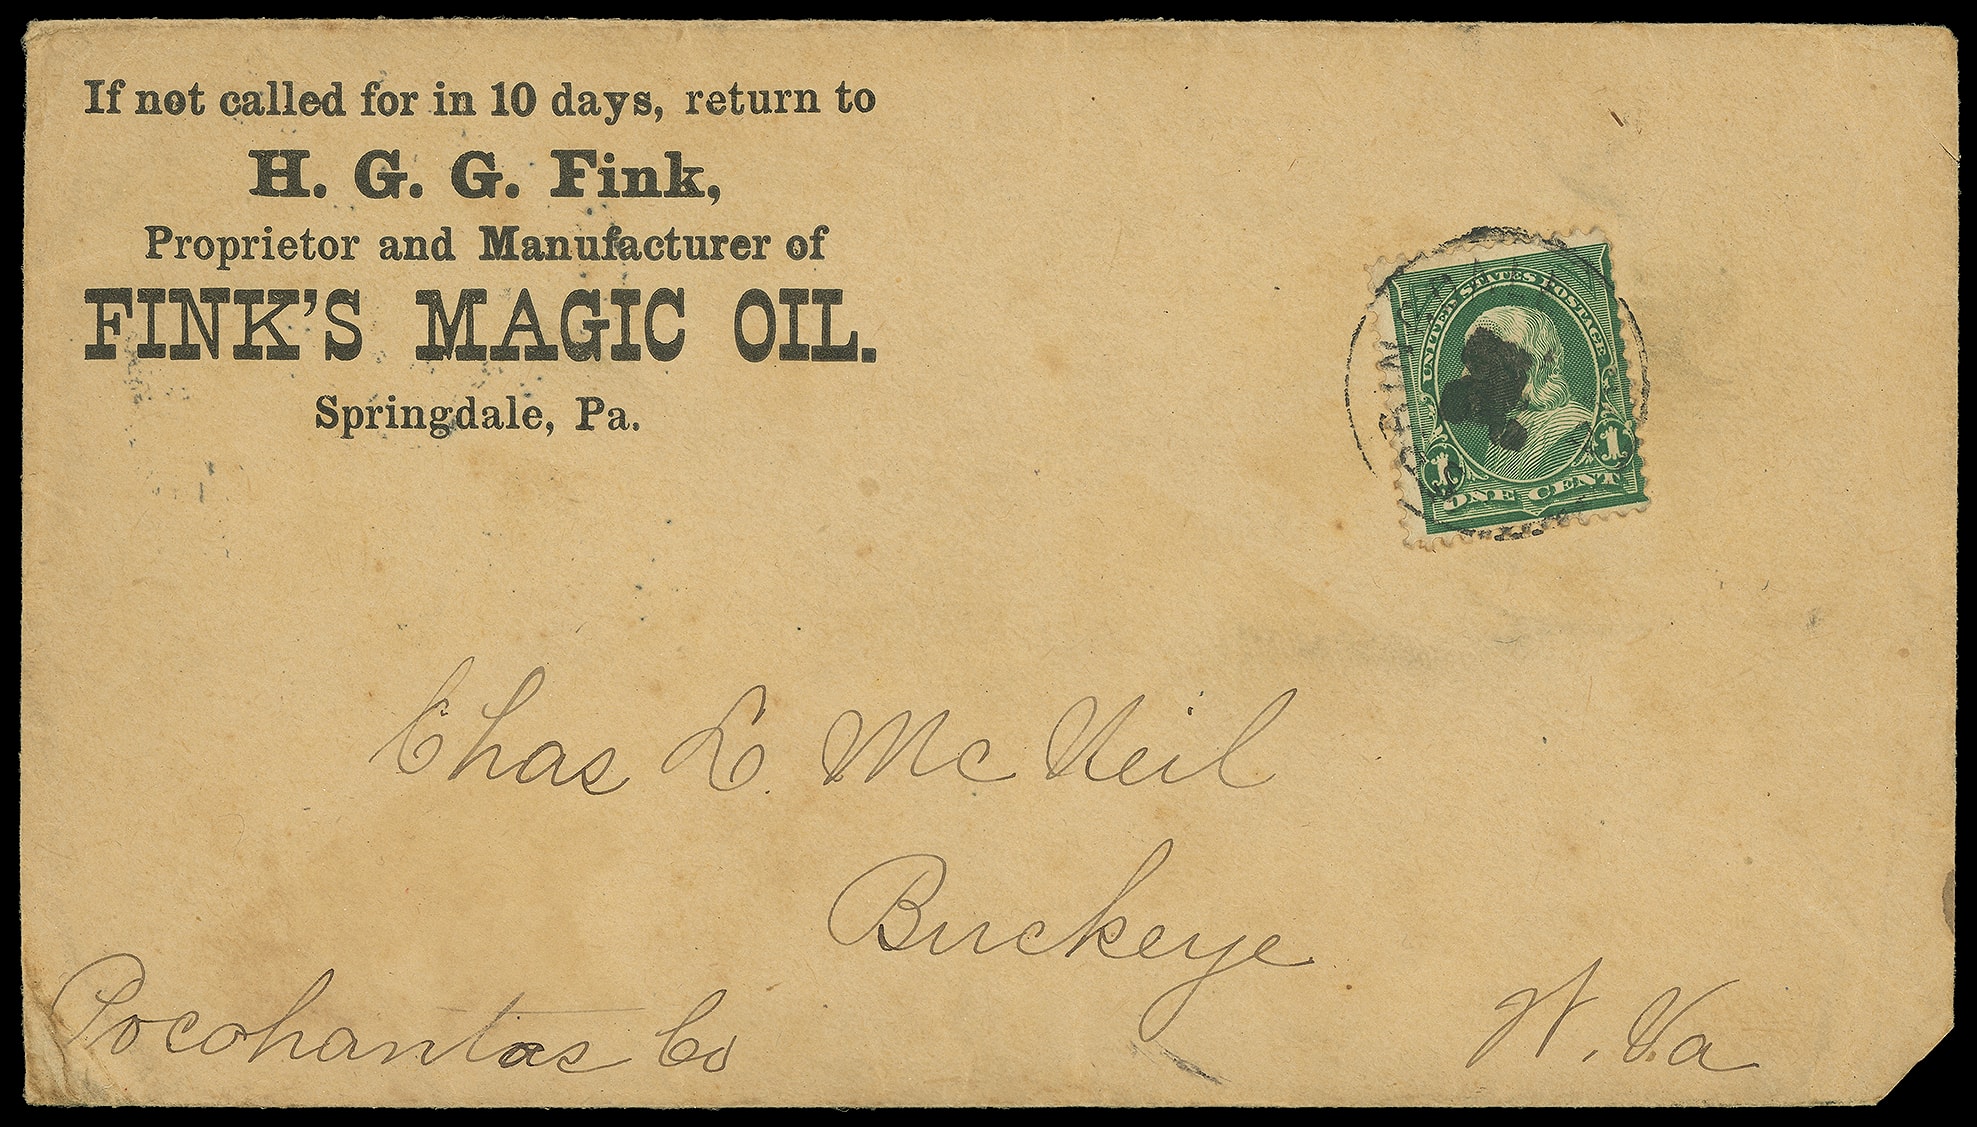 If not called for in 10 days, return to
H. G. G. Fink,
Proprietor and Manufacturer of
FINK'S MAGIC OIL.
Springdale, Pa.
UNITED STATES POSTAGE
1 1
ONE CENT
Chas L. McNeil
Buckeye
Pocohantas Co
W. Va